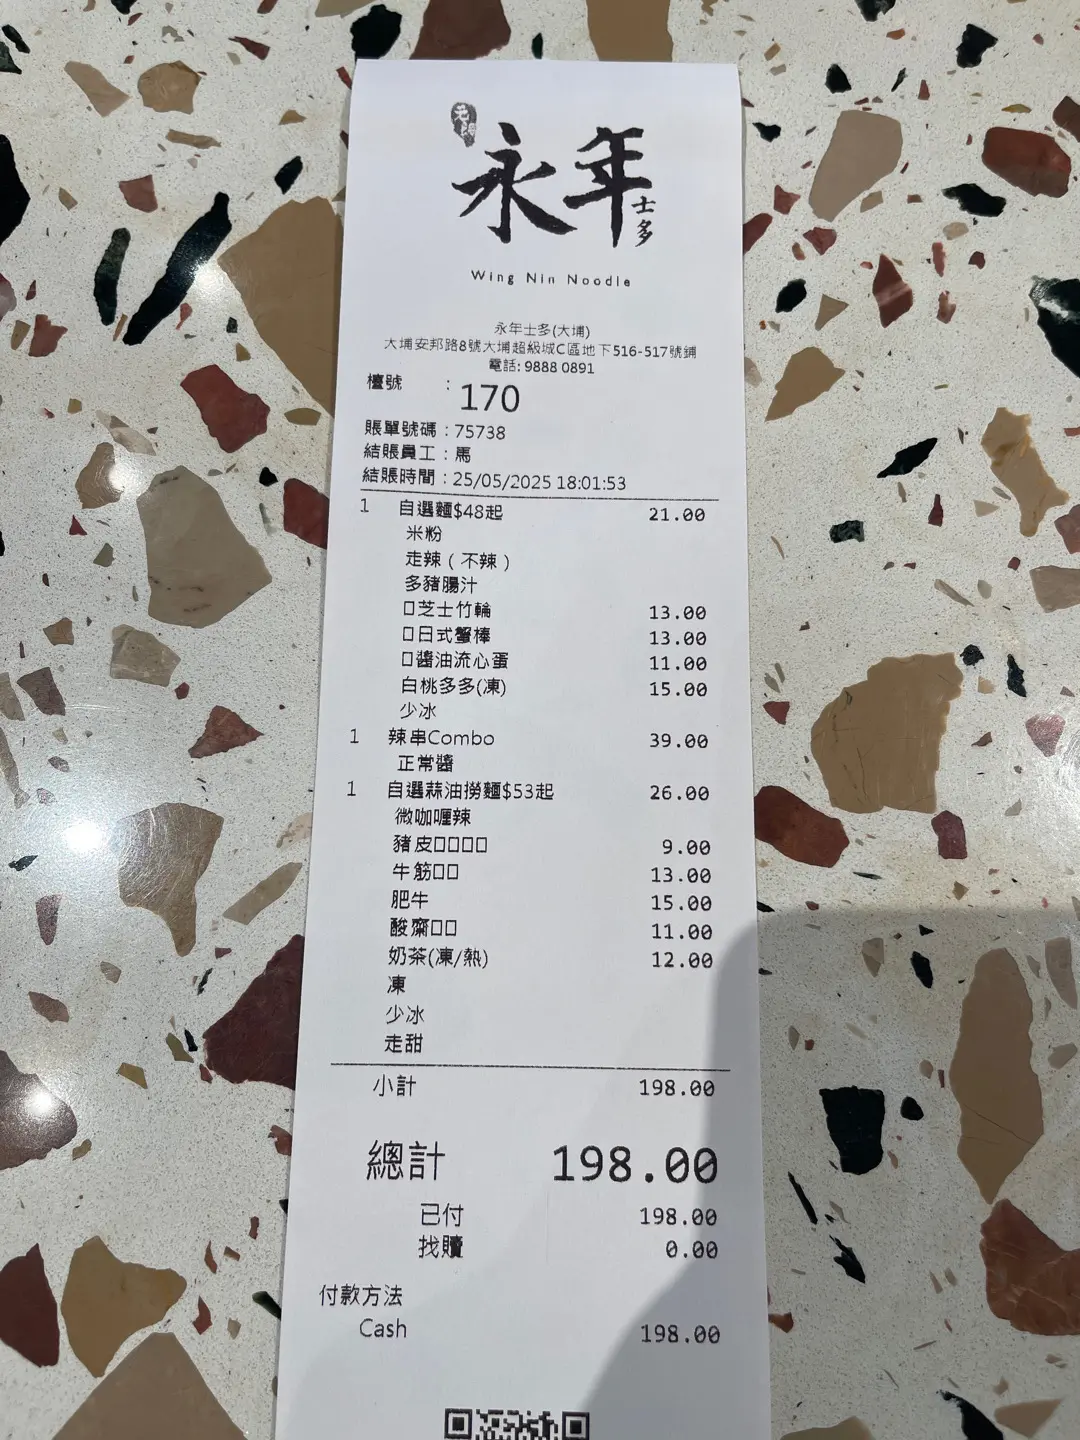 永年
士多
Wing Nin Noodle
永年士多(大埔)
大埔安邦路8號大埔超級城C區地下516-517號鋪
電話: 9888 0891
檯號 : 170
賬單號碼 : 75738
結賬員工 : 馬
結賬時間 : 25/05/2025 18:01:53
1 自選麵$48起 21.00
米粉
走辣 ( 不辣 )
多豬腸汁
□芝士竹輪 13.00
□日式蟹棒 13.00
□醬油流心蛋 11.00
白桃多多(凍) 15.00
少冰
1 辣串Combo 39.00
正常醬
1 自選蒜油撈麵$53起 26.00
微咖喱辣
豬皮□□□□ 9.00
牛筋□□ 13.00
肥牛 15.00
酸齋□□ 11.00
奶茶(凍/熱) 12.00
凍
少冰
走甜
小計 198.00
總計 198.00
已付 198.00
找贖 0.00
付款方法
Cash 198.00